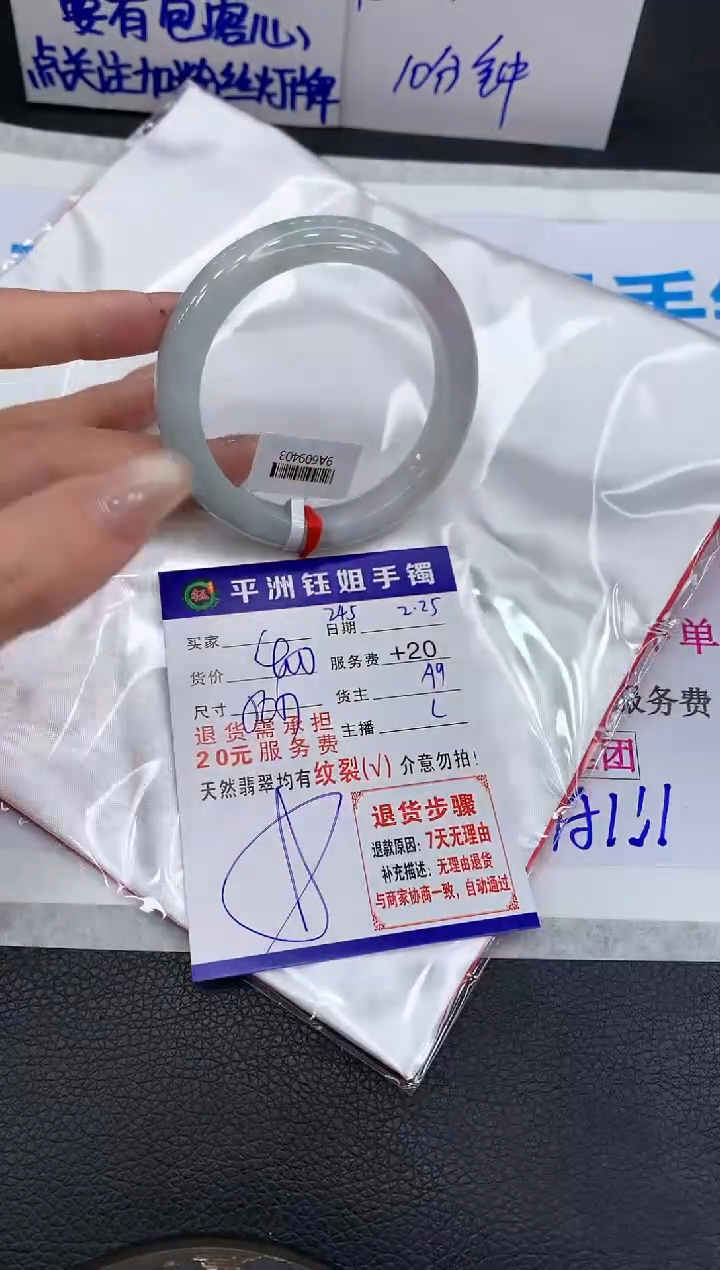 要有包磨心、
点关注加粉丝灯牌
10分钟
手
9A609403
平洲钰姐手镯
245 2.25
买家 日期
货价 服务费 +20
尺寸 货主 A9
退货需承担 主播 L
20元服务费
天然翡翠均有纹裂(√) 介意勿拍!
退货步骤
退款原因:7天无理由
补充描述:无理由退货
与商家协商一致,自动通过
单
服务费
团